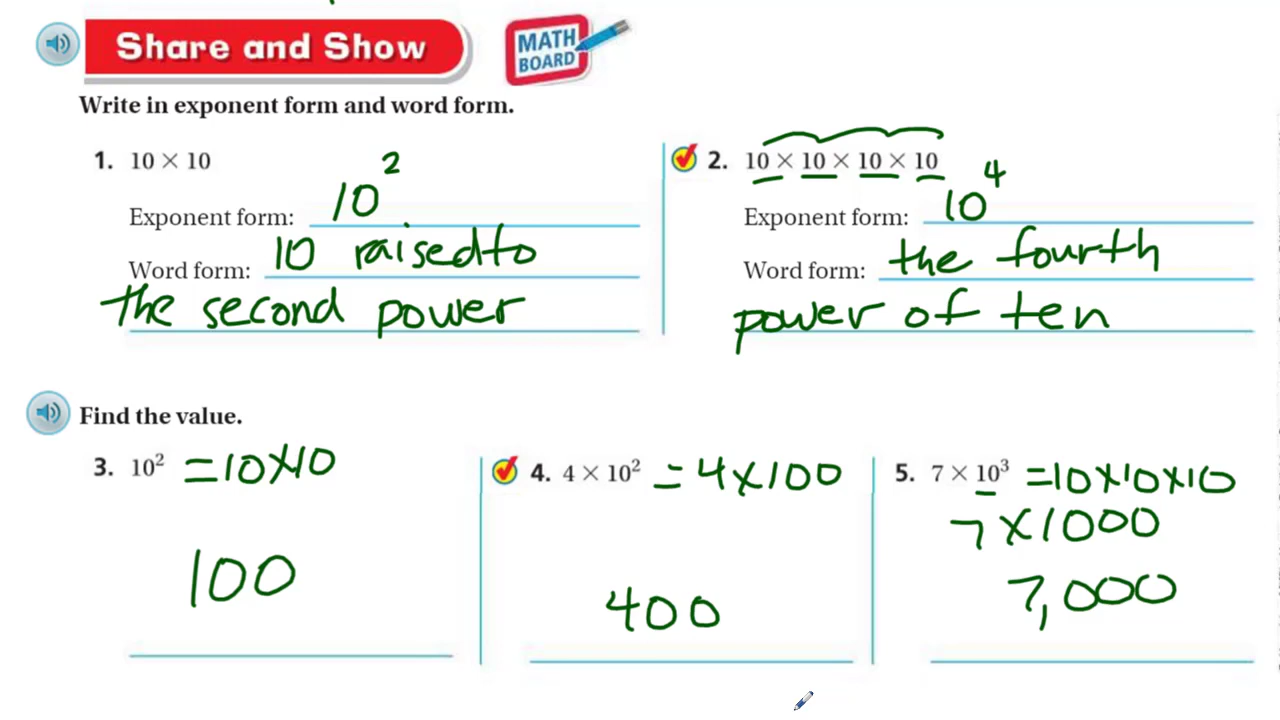 Share and Show
MATH
BOARD
Write in exponent form and word form.
1. 10 × 10
Exponent form: 10²
Word form: 10 raised to
the second power
2. 10 × 10 × 10 × 10
Exponent form: 10⁴
Word form: the fourth
power of ten
Find the value.
3. 10² = 10×10
100
4. 4 × 10² = 4×100
400
5. 7 × 10³ = 10×10×10
7×1000
7,000